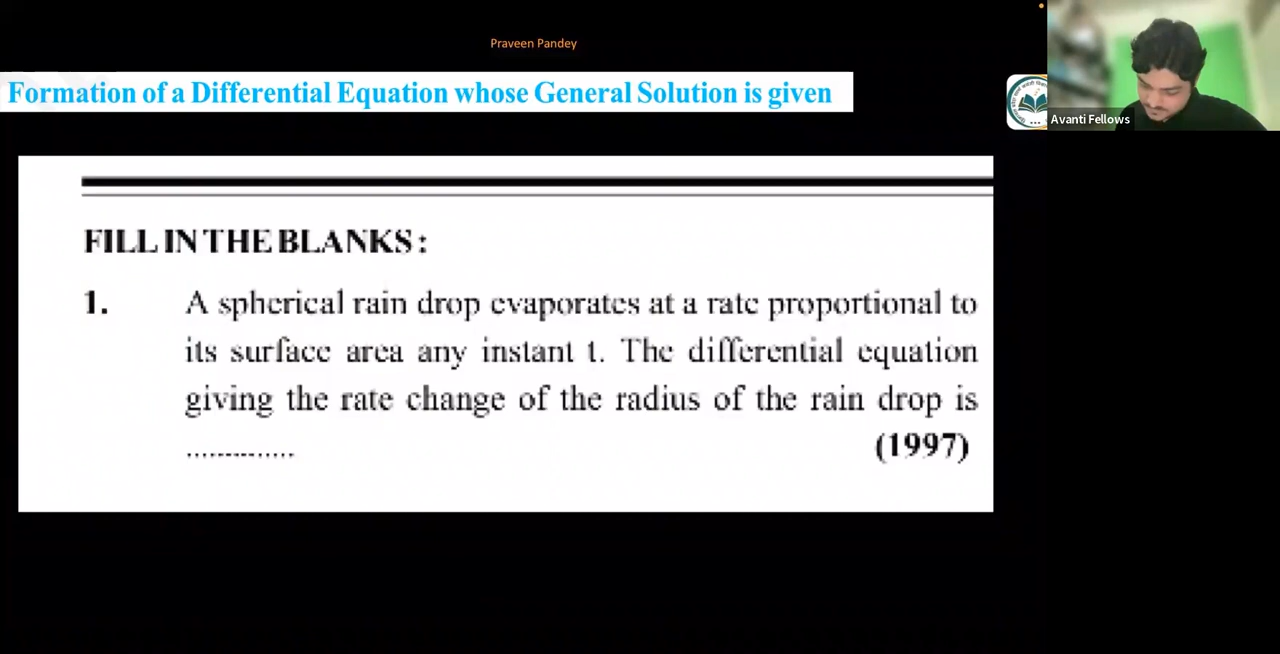 Praveen Pandey
Formation of a Differential Equation whose General Solution is given
Avanti Fellows
FILL IN THE BLANKS :
1. A spherical rain drop evaporates at a rate proportional to
its surface area any instant t. The differential equation
giving the rate change of the radius of the rain drop is
.............. (1997)